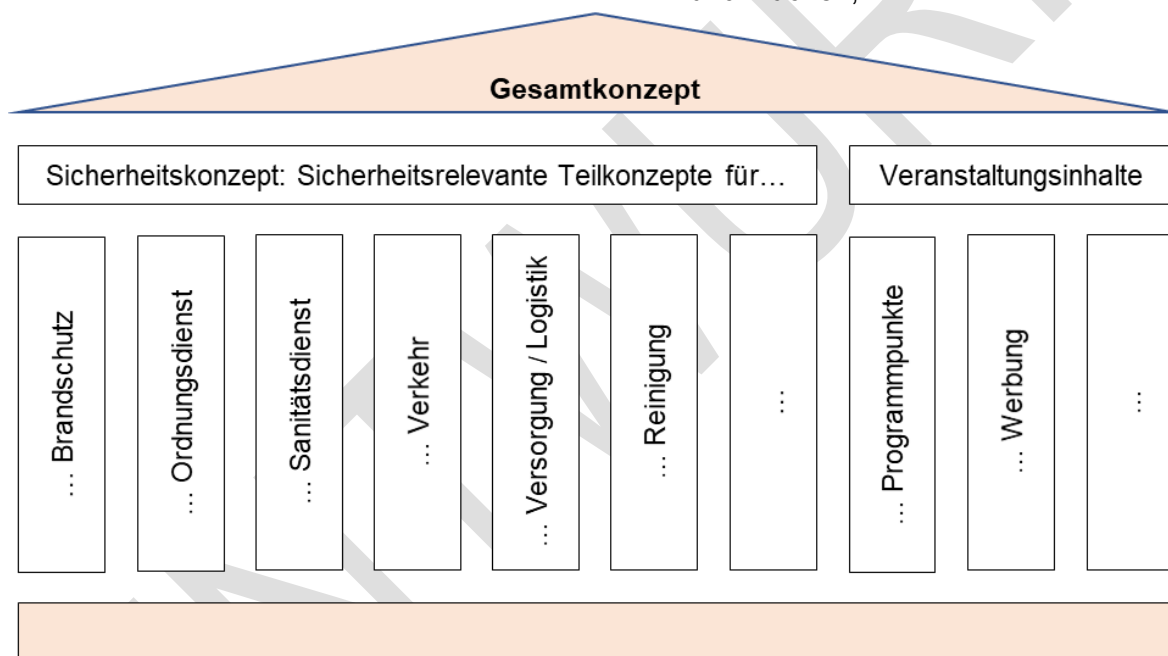 Gesamtkonzept
Sicherheitskonzept: Sicherheitsrelevante Teilkonzepte für…
Veranstaltungsinhalte
… Brandschutz
… Ordnungsdienst
… Sanitätsdienst
… Verkehr
… Versorgung / Logistik
… Reinigung
…
… Programmpunkte
… Werbung
…